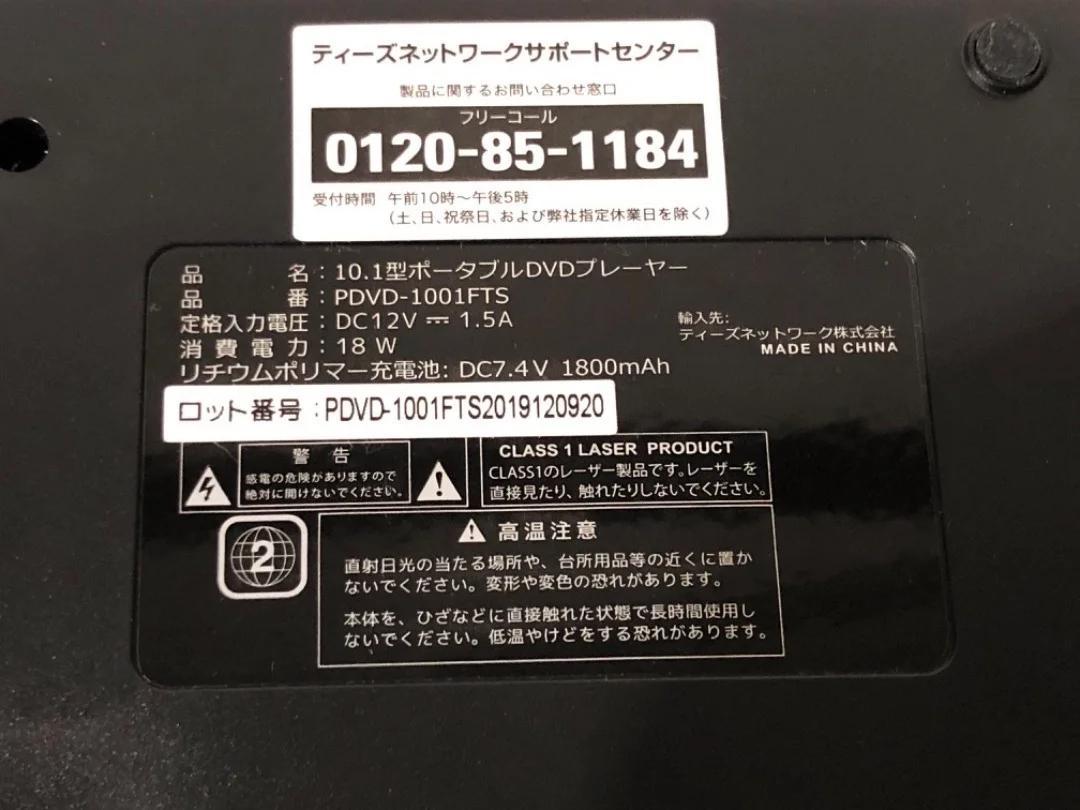 ティーズネットワークサポートセンター
製品に関するお問い合わせ窓口
フリーコール
0120-85-1184
受付時間 午前10時～午後5時
（土、日、祝祭日、および弊社指定休業日を除く）
品 名：10.1型ポータブルDVDプレーヤー
品 番：PDVD-1001FTS
定格入力電圧：DC12V ⎓ 1.5A
消費電力：18 W
リチウムポリマー充電池: DC7.4V 1800mAh
輸入先:
ティーズネットワーク株式会社
MADE IN CHINA
ロット番号：PDVD-1001FTS2019120920
警告
感電の危険がありますので
絶対に開けないでください。
CLASS 1 LASER PRODUCT
CLASS1のレーザー製品です。レーザーを
直接見たり、触れたりしないでください。
2
高温注意
直射日光の当たる場所や、台所用品等の近くに置か
ないでください。変形や変色の恐れがあります。
本体を、ひざなどに直接触れた状態で長時間使用し
ないでください。低温やけどをする恐れがあります。